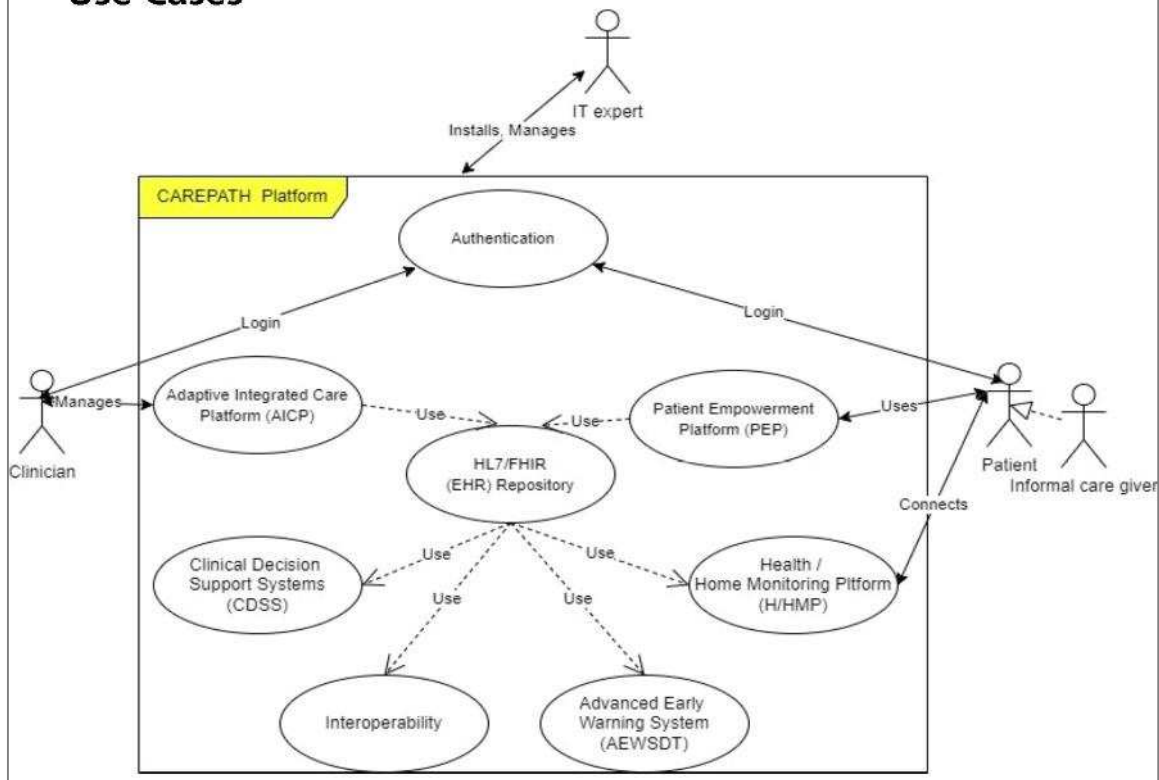 Use Cases
IT expert
Installs, Manages
CAREPATH Platform
Authentication
Login
Login
Adaptive Integrated Care
Platform (AICP)
Manages
Use
Use
Patient Empowerment
Platform (PEP)
Uses
Clinician
HL7/FHIR
(EHR) Repository
Patient
Informal care giver
Connects
Clinical Decision
Support Systems
(CDSS)
Use
Use
Use
Use
Health /
Home Monitoring Pltform
(H/HMP)
Interoperability
Advanced Early
Warning System
(AEWSDT)